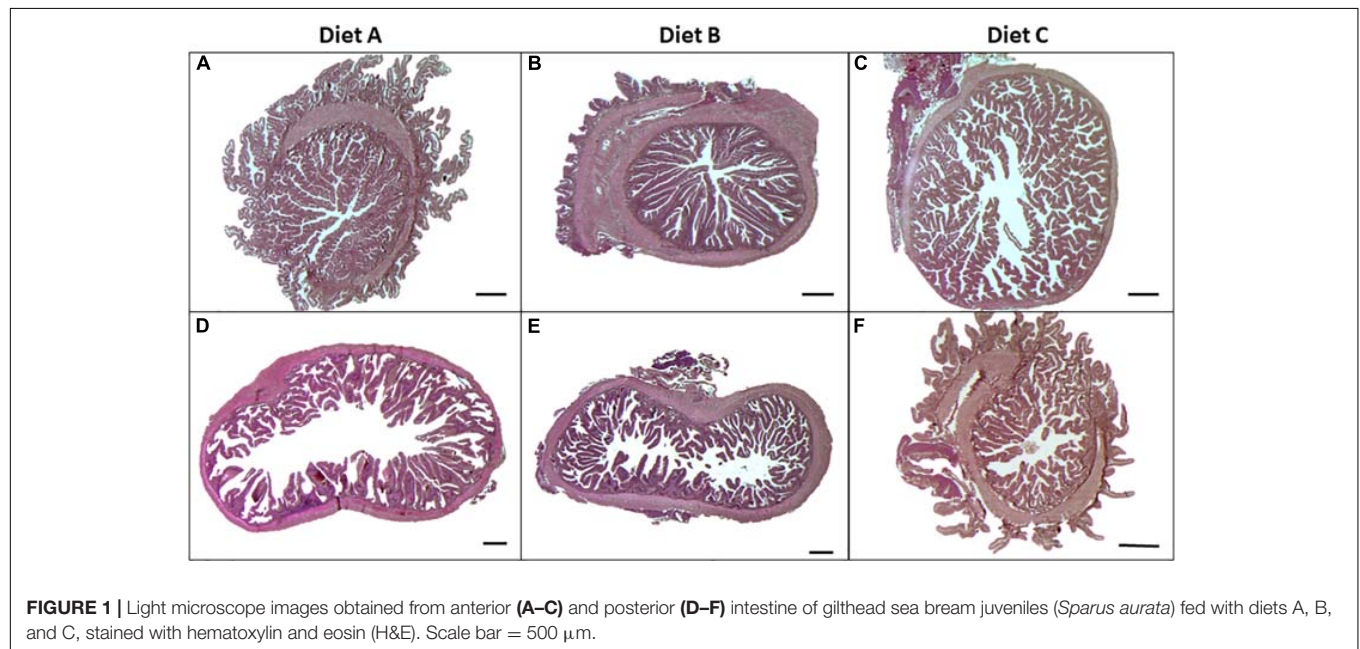 Diet A Diet B Diet C
A B C
D E F
FIGURE 1 | Light microscope images obtained from anterior (A–C) and posterior (D–F) intestine of gilthead sea bream juveniles (Sparus aurata) fed with diets A, B,
and C, stained with hematoxylin and eosin (H&E). Scale bar = 500 μm.